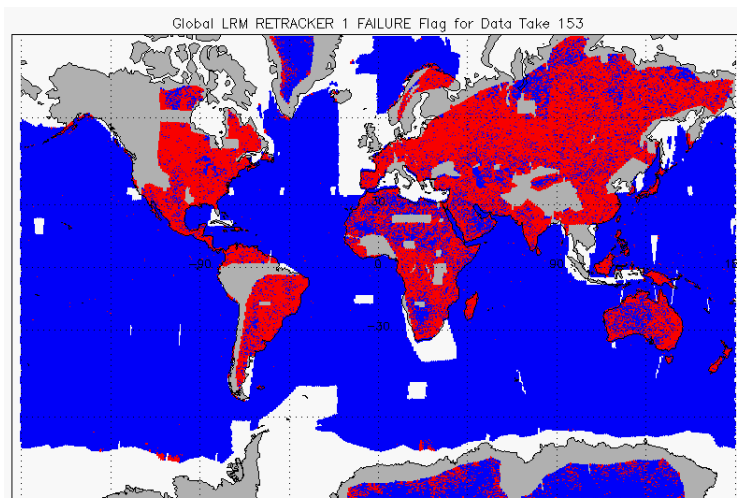 Global LRM RETRACKER 1 FAILURE Flag for Data Take 153
-90
0
90
-30